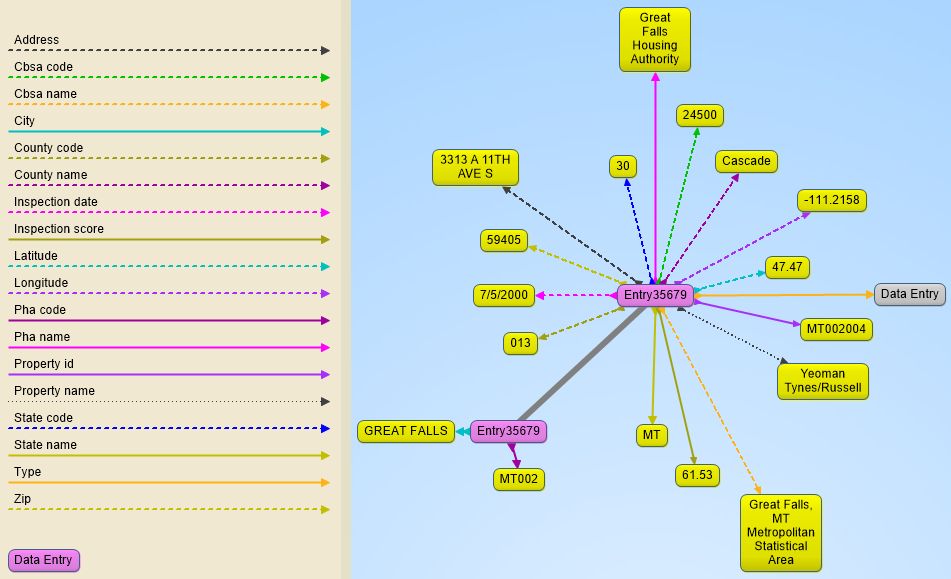 Address
Cbsa code
Cbsa name
City
County code
County name
Inspection date
Inspection score
Latitude
Longitude
Pha code
Pha name
Property id
Property name
State code
State name
Type
Zip
Data Entry
Great
Falls
Housing
Authority
24500
3313 A 11TH
AVE S
30
Cascade
-111.2158
59405
47.47
7/5/2000
Entry35679
Data Entry
013
MT002004
Yeoman
Tynes/Russell
GREAT FALLS
Entry35679
MT
MT002
61.53
Great Falls,
MT
Metropolitan
Statistical
Area